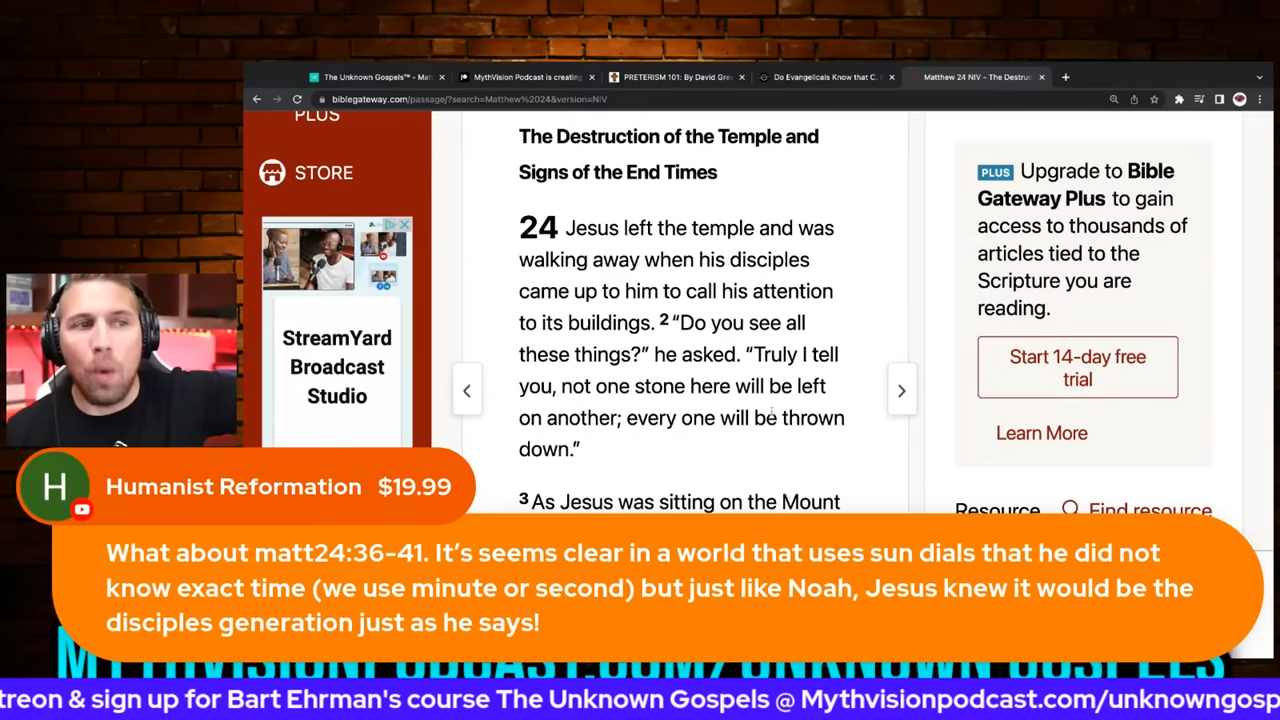 The Unknown Gospels™ - Mat
MythVision Podcast is creating
PRETERISM 101: By David Gre
Do Evangelicals Know that C. S
Matthew 24 NIV - The Destruc
biblegateway.com/passage/?search=Matthew%2024&version=NIV
PLUS
STORE
StreamYard
Broadcast
Studio
The Destruction of the Temple and
Signs of the End Times
24 Jesus left the temple and was
walking away when his disciples
came up to him to call his attention
to its buildings. 2 “Do you see all
these things?” he asked. “Truly I tell
you, not one stone here will be left
on another; every one will be thrown
down.”
3 As Jesus was sitting on the Mount
PLUS Upgrade to Bible
Gateway Plus to gain
access to thousands of
articles tied to the
Scripture you are
reading.
Start 14-day free
trial
Learn More
Resource
Find resource
H
Humanist Reformation $19.99
What about matt24:36-41. It’s seems clear in a world that uses sun dials that he did not
know exact time (we use minute or second) but just like Noah, Jesus knew it would be the
disciples generation just as he says!
MYTHVISIONPODCAST.COM/UNKNOWN GOSPELS
treon & sign up for Bart Ehrman's course The Unknown Gospels @ Mythvisionpodcast.com/unknowngosp